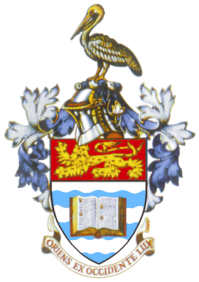 ORIENS EX OCCIDENTE LUX